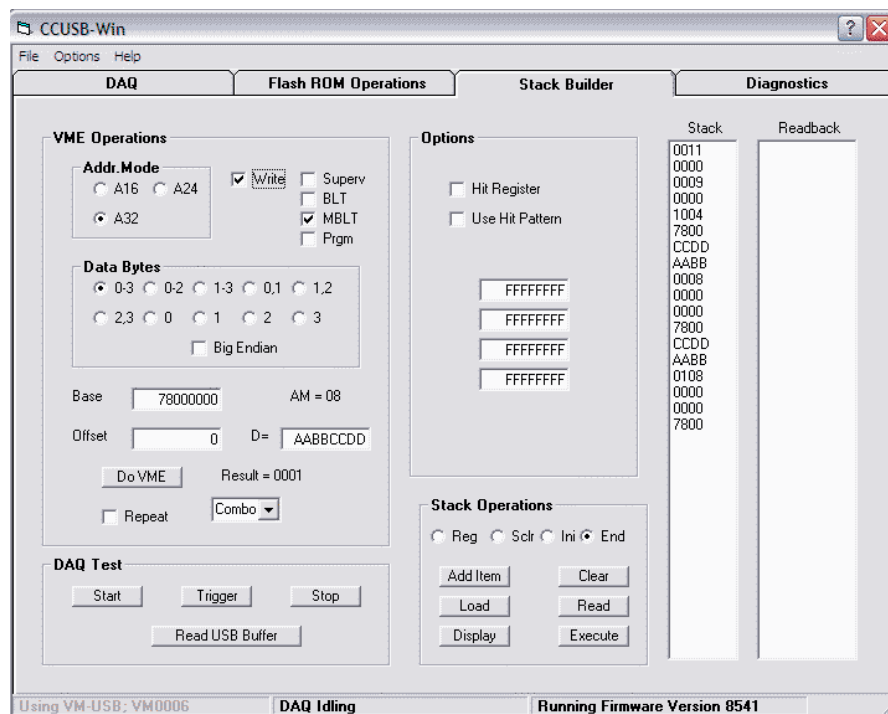 CCUSB-Win
File Options Help
DAQ
Flash ROM Operations
Stack Builder
Diagnostics
VME Operations
Addr.Mode
A16 A24
A32
Write
Superv
BLT
MBLT
Prgm
Data Bytes
0-3 0-2 1-3 0,1 1,2
2,3 0 1 2 3
Big Endian
Base 78000000 AM = 08
Offset 0 D= AABBCCDD
Do VME Result = 0001
Repeat Combo
DAQ Test
Start Trigger Stop
Read USB Buffer
Options
Hit Register
Use Hit Pattern
FFFFFFFF
FFFFFFFF
FFFFFFFF
FFFFFFFF
Stack Operations
Reg Sclr Ini End
Add Item Clear
Load Read
Display Execute
Stack
0011
0000
0009
0000
1004
7800
CCDD
AABB
0008
0000
0000
7800
CCDD
AABB
0108
0000
0000
7800
Readback
Using VM-USB; VM0006
DAQ Idling
Running Firmware Version 8541